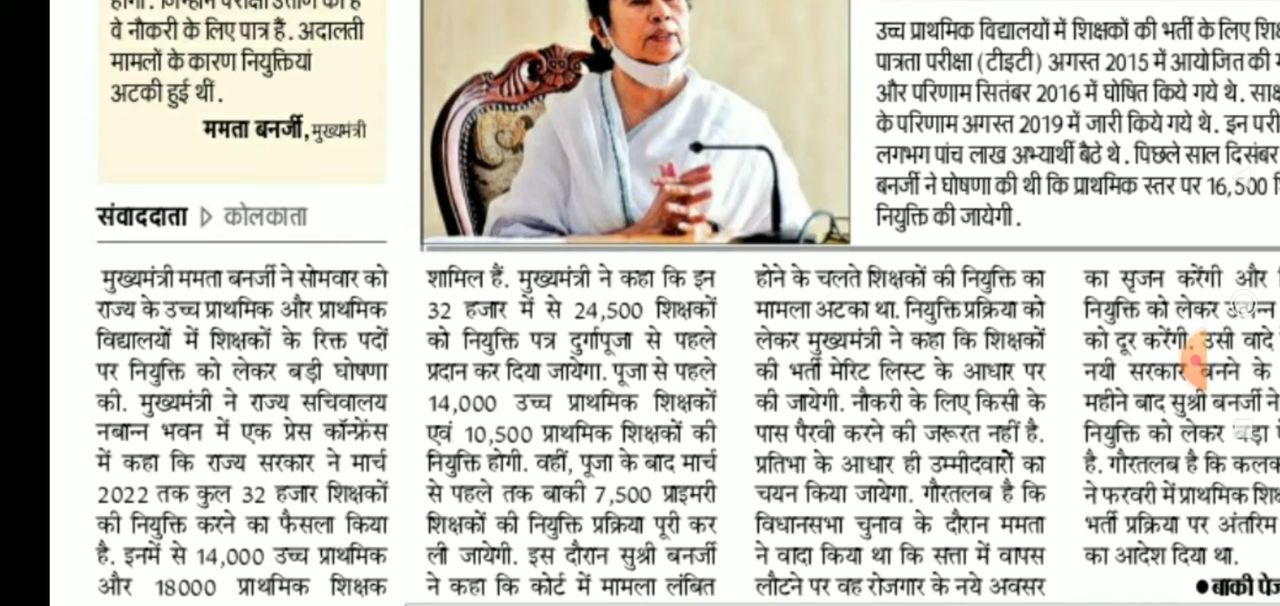 वे नौकरी के लिए पात्र हैं. अदालती
मामलों के कारण नियुक्तियां
अटकी हुई थीं.
ममता बनर्जी, मुख्यमंत्री
उच्च प्राथमिक विद्यालयों में शिक्षकों की भर्ती के लिए
पात्रता परीक्षा (टीइटी) अगस्त 2015 में आयोजित की
और परिणाम सितंबर 2016 में घोषित किये गये थे.
के परिणाम अगस्त 2019 में जारी किये गये थे. इन
लगभग पांच लाख अभ्यार्थी बैठे थे. पिछले साल दिसंबर
बनर्जी ने घोषणा की थी कि प्राथमिक स्तर पर 16,500
नियुक्ति की जायेगी.
संवाददाता ▷ कोलकाता
मुख्यमंत्री ममता बनर्जी ने सोमवार को
राज्य के उच्च प्राथमिक और प्राथमिक
विद्यालयों में शिक्षकों के रिक्त पदों
पर नियुक्ति को लेकर बड़ी घोषणा
की. मुख्यमंत्री ने राज्य सचिवालय
नबान्न भवन में एक प्रेस कॉन्फ्रेंस
में कहा कि राज्य सरकार ने मार्च
2022 तक कुल 32 हजार शिक्षकों
की नियुक्ति करने का फैसला किया
है. इनमें से 14,000 उच्च प्राथमिक
और 18000 प्राथमिक शिक्षक
शामिल हैं. मुख्यमंत्री ने कहा कि इन
32 हजार में से 24,500 शिक्षकों
को नियुक्ति पत्र दुर्गापूजा से पहले
प्रदान कर दिया जायेगा. पूजा से पहले
14,000 उच्च प्राथमिक शिक्षकों
एवं 10,500 प्राथमिक शिक्षकों की
नियुक्ति होगी. वहीं, पूजा के बाद मार्च
से पहले तक बाकी 7,500 प्राइमरी
शिक्षकों की नियुक्ति प्रक्रिया पूरी कर
ली जायेगी. इस दौरान सुश्री बनर्जी
ने कहा कि कोर्ट में मामला लंबित
होने के चलते शिक्षकों की नियुक्ति का
मामला अटका था. नियुक्ति प्रक्रिया को
लेकर मुख्यमंत्री ने कहा कि शिक्षकों
की भर्ती मेरिट लिस्ट के आधार पर
की जायेगी. नौकरी के लिए किसी के
पास पैरवी करने की जरूरत नहीं है.
प्रतिभा के आधार ही उम्मीदवारों का
चयन किया जायेगा. गौरतलब है कि
विधानसभा चुनाव के दौरान ममता
ने वादा किया था कि सत्ता में वापस
लौटने पर वह रोजगार के नये अवसर
का सृजन करेंगी और
नियुक्ति को लेकर
को दूर करेंगी. उसी वादे
नयी सरकार बनने के
महीने बाद सुश्री बनर्जी ने
नियुक्ति को लेकर बड़ा
है. गौरतलब है कि
ने फरवरी में प्राथमिक
भर्ती प्रक्रिया पर अंतरिम
का आदेश दिया था.
●बाकी